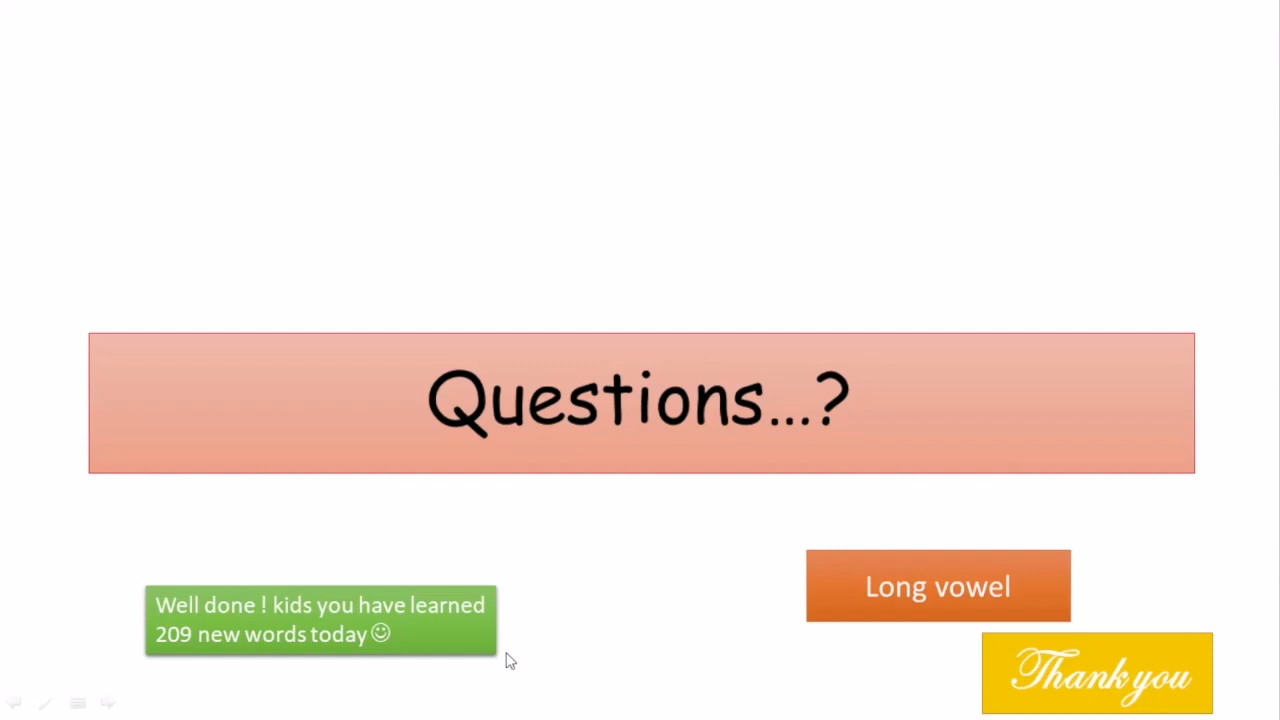 Questions...?
Well done ! kids you have learned
209 new words today☺
Long vowel
Thank you